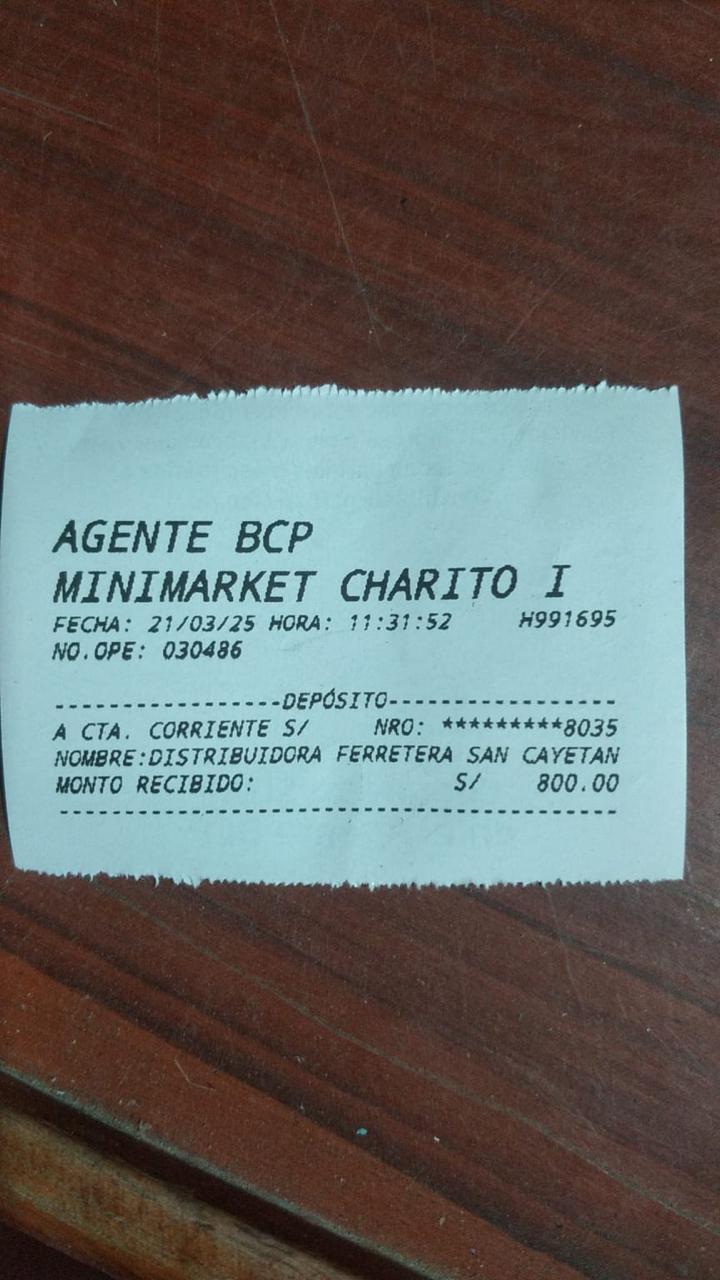 AGENTE BCP
MINIMARKET CHARITO I
FECHA: 21/03/25 HORA: 11:31:52 H991695
NO.OPE: 030486
-----------------DEPÓSITO-----------------
A CTA. CORRIENTE S/ NRO: *********8035
NOMBRE:DISTRIBUIDORA FERRETERA SAN CAYETAN
MONTO RECIBIDO: S/ 800.00
------------------------------------------